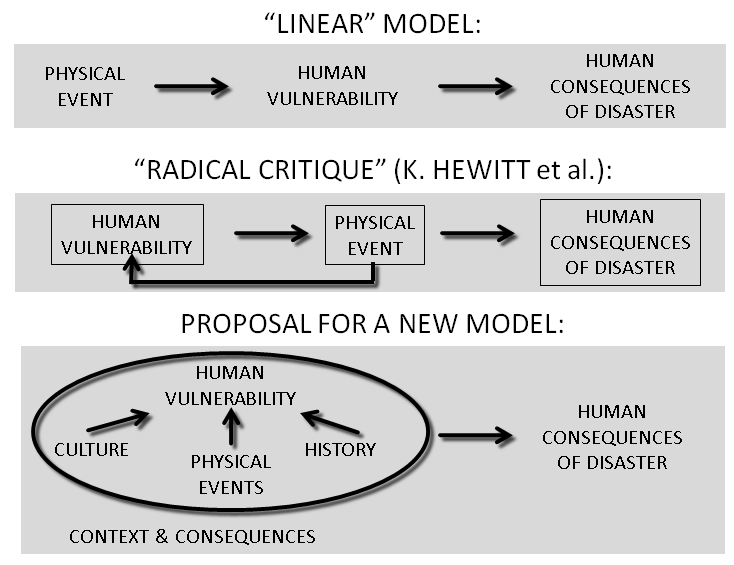 “LINEAR” MODEL:
PHYSICAL
EVENT
HUMAN
VULNERABILITY
HUMAN
CONSEQUENCES
OF DISASTER
“RADICAL CRITIQUE” (K. HEWITT et al.):
HUMAN
VULNERABILITY
PHYSICAL
EVENT
HUMAN
CONSEQUENCES
OF DISASTER
PROPOSAL FOR A NEW MODEL:
HUMAN
VULNERABILITY
CULTURE
PHYSICAL
EVENTS
HISTORY
HUMAN
CONSEQUENCES
OF DISASTER
CONTEXT & CONSEQUENCES